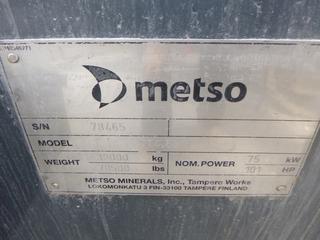 metso
S/N 78465
MODEL
WEIGHT kg NOM. POWER 75 kW
lbs 101 HP
METSO MINERALS, Inc., Tampere Works
LOKOMONKATU 3 FIN-33100 TAMPERE FINLAND